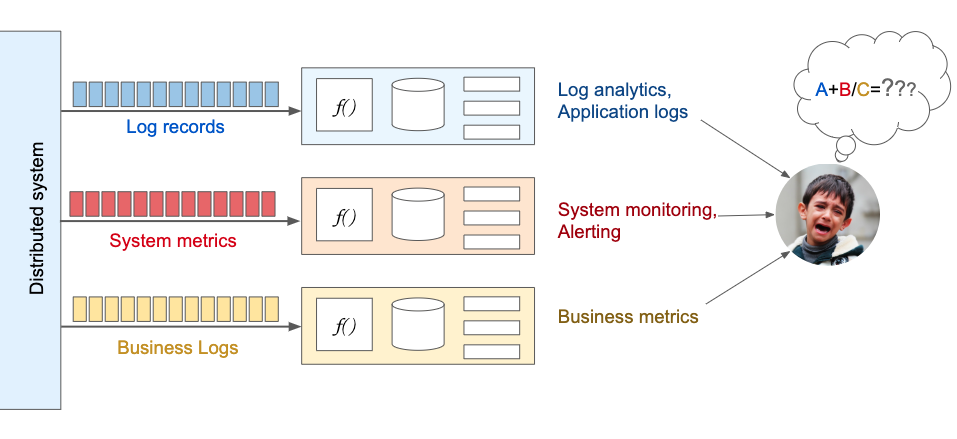 Distributed system
Log records
f()
Log analytics,
Application logs
A+B/C=???
System metrics
f()
System monitoring,
Alerting
Business Logs
f()
Business metrics